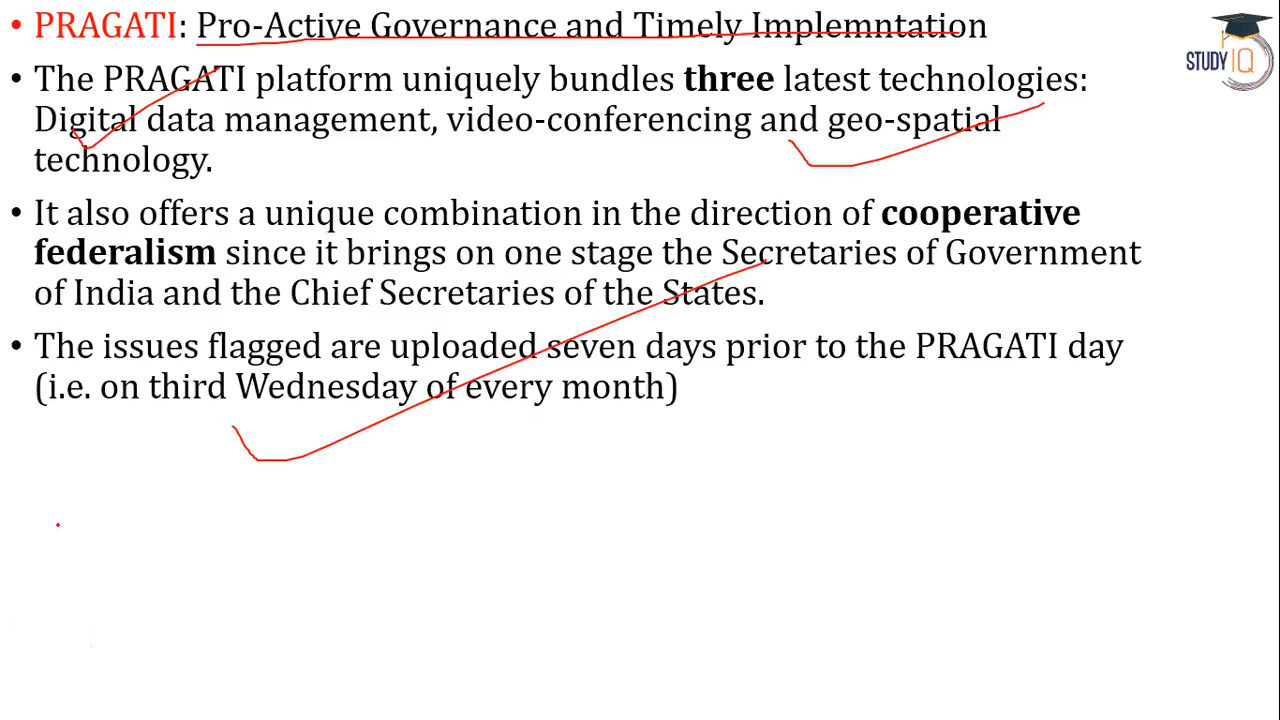 • PRAGATI: Pro-Active Governance and Timely Implemntation
• The PRAGATI platform uniquely bundles three latest technologies:
Digital data management, video-conferencing and geo-spatial
technology.
• It also offers a unique combination in the direction of cooperative
federalism since it brings on one stage the Secretaries of Government
of India and the Chief Secretaries of the States.
• The issues flagged are uploaded seven days prior to the PRAGATI day
(i.e. on third Wednesday of every month)
STUDY IQ